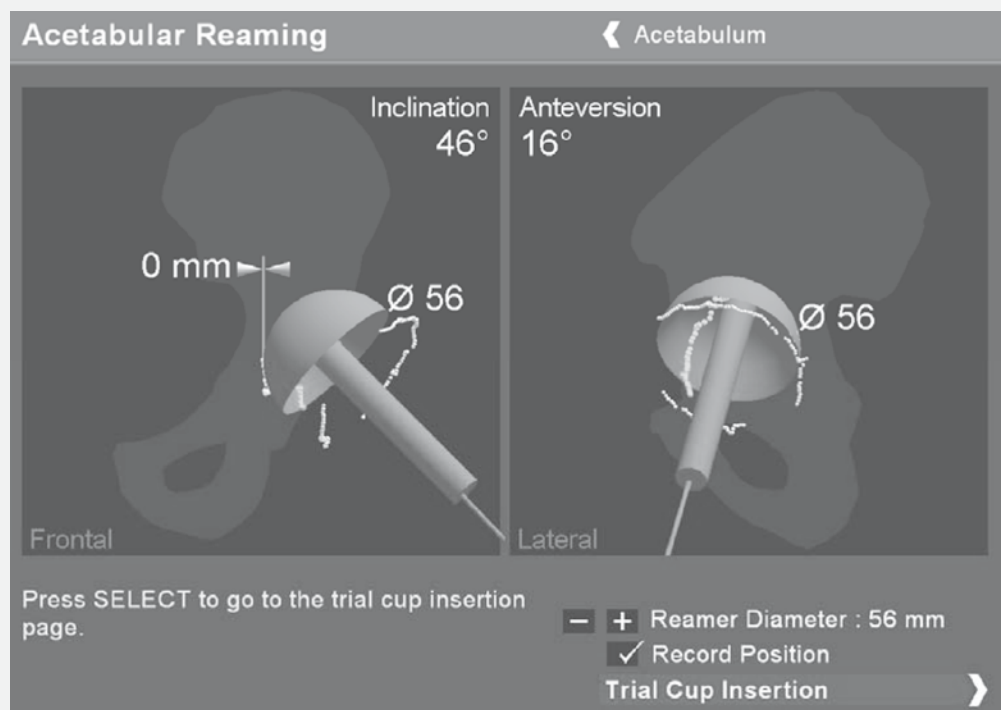 Acetabular Reaming
❮ Acetabulum
Inclination
46°
0 mm
Ø 56
Frontal
Anteversion
16°
Ø 56
Lateral
Press SELECT to go to the trial cup insertion
page.
− + Reamer Diameter : 56 mm
✓ Record Position
Trial Cup Insertion ❯